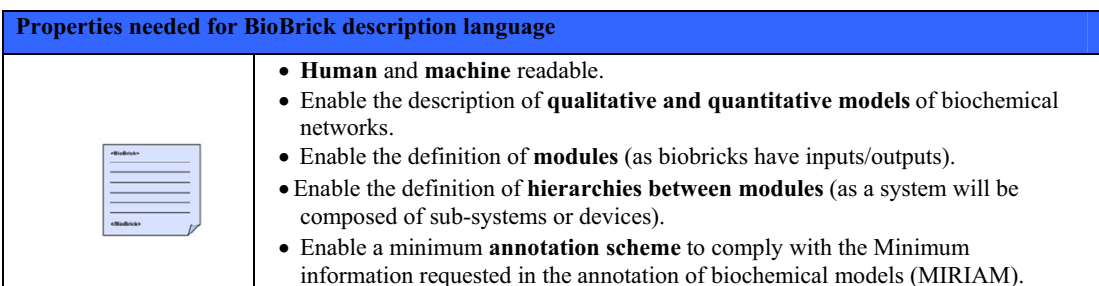 Properties needed for BioBrick description language
<BioBrick>
</BioBrick>
• Human and machine readable.
• Enable the description of qualitative and quantitative models of biochemical
networks.
• Enable the definition of modules (as biobricks have inputs/outputs).
• Enable the definition of hierarchies between modules (as a system will be
composed of sub-systems or devices).
• Enable a minimum annotation scheme to comply with the Minimum
information requested in the annotation of biochemical models (MIRIAM).